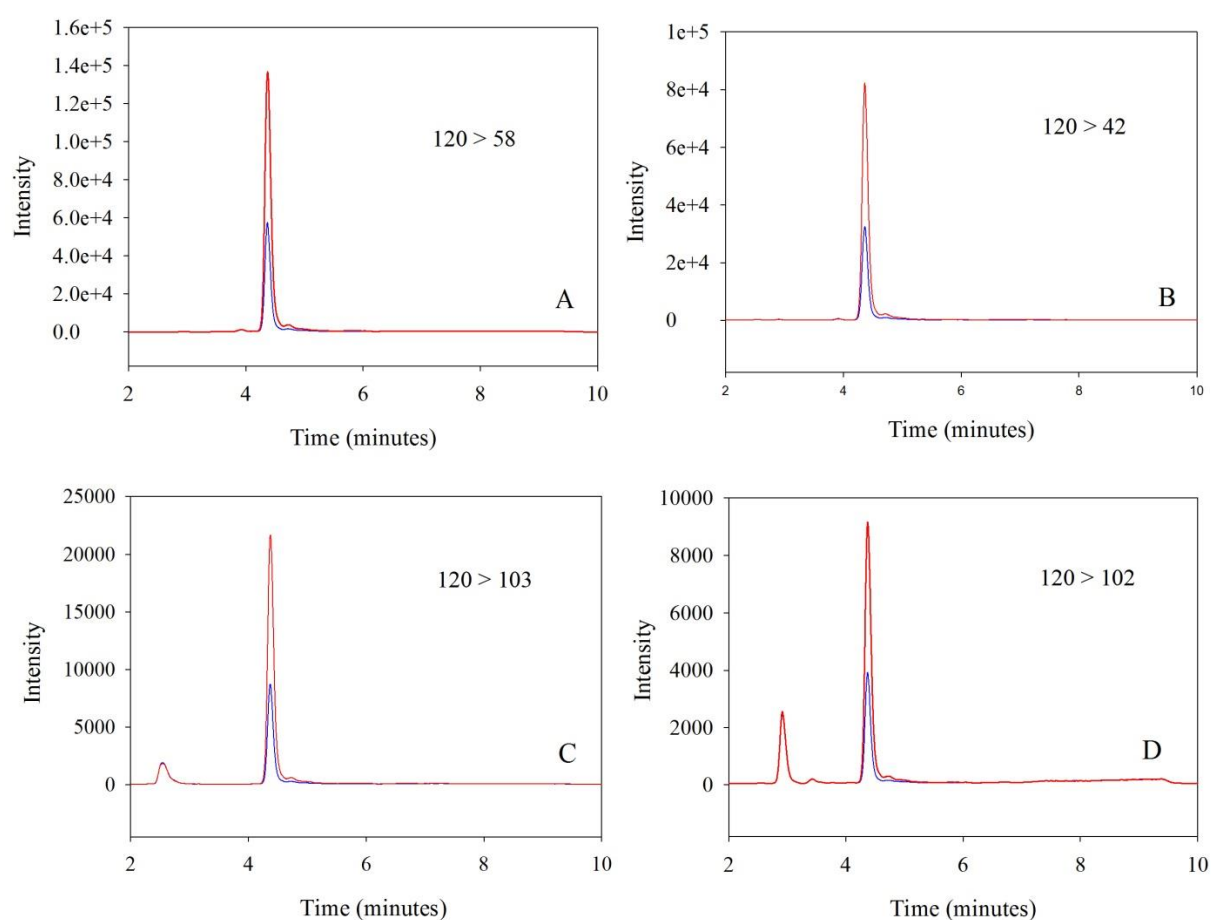 1.6e+5
1.4e+5
1.2e+5
1.0e+5
8.0e+4
6.0e+4
4.0e+4
2.0e+4
0.0
Intensity
120 > 58
A
2 4 6 8 10
Time (minutes)
1e+5
8e+4
6e+4
4e+4
2e+4
0
Intensity
120 > 42
B
2 4 6 8 10
Time (minutes)
25000
20000
15000
10000
5000
0
Intensity
120 > 103
C
2 4 6 8 10
Time (minutes)
10000
8000
6000
4000
2000
0
Intensity
120 > 102
D
2 4 6 8 10
Time (minutes)